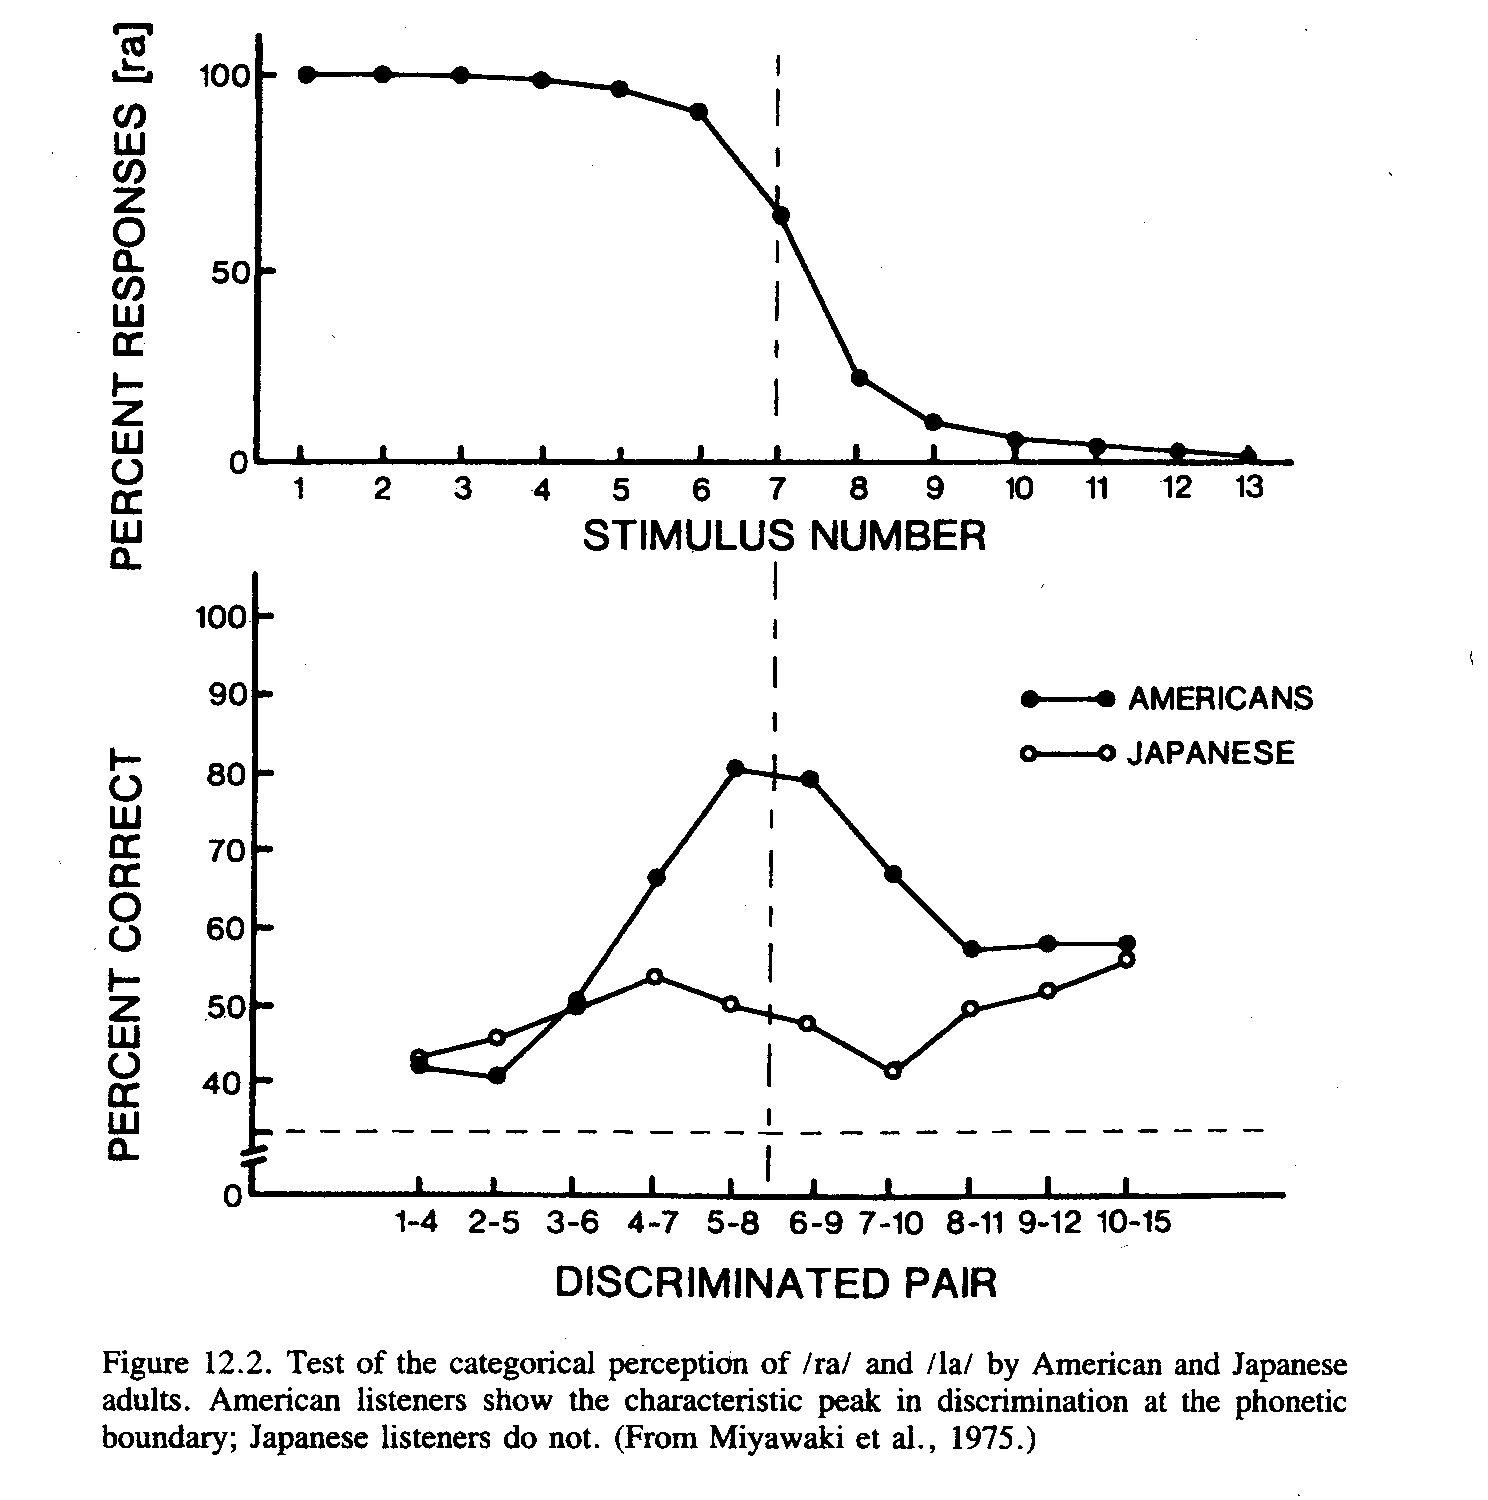 PERCENT RESPONSES [ra]
100
50
0
1 2 3 4 5 6 7 8 9 10 11 12 13
STIMULUS NUMBER
PERCENT CORRECT
100
90
80
70
60
50
40
0
AMERICANS
JAPANESE
1-4 2-5 3-6 4-7 5-8 6-9 7-10 8-11 9-12 10-15
DISCRIMINATED PAIR
Figure 12.2. Test of the categorical perception of /ra/ and /la/ by American and Japanese
adults. American listeners show the characteristic peak in discrimination at the phonetic
boundary; Japanese listeners do not. (From Miyawaki et al., 1975.)